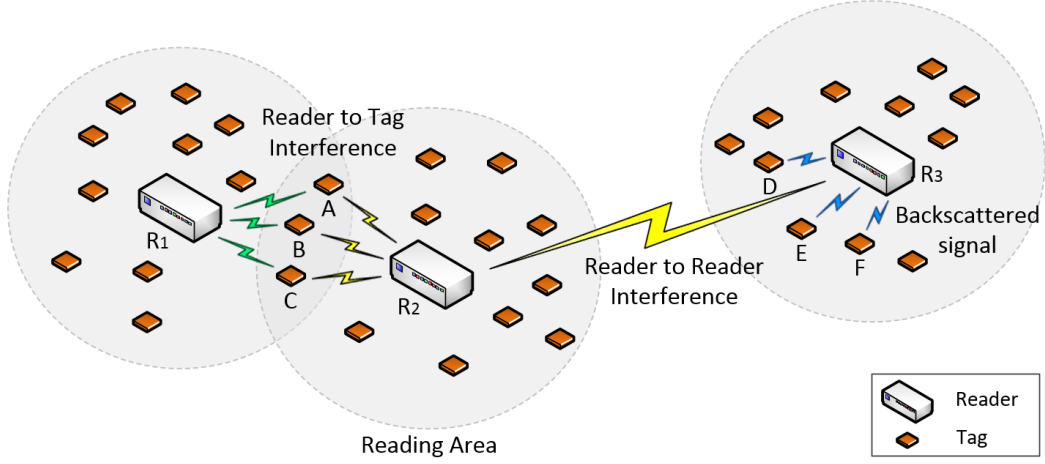 Reader to Tag
Interference
A
B
C
R1
R2
Reader to Reader
Interference
D
E
F
R3
Backscattered
signal
Reading Area
Reader
Tag